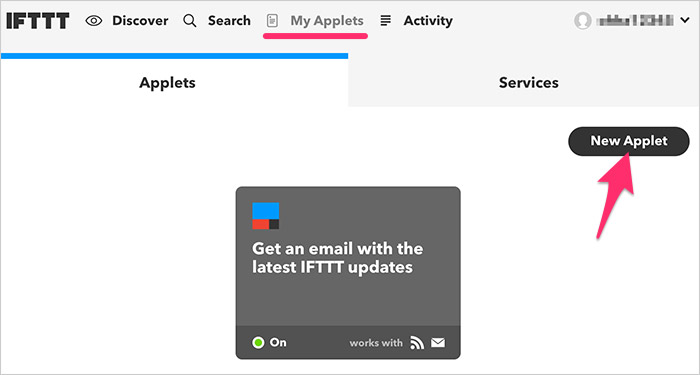 IFTTT Discover Search My Applets Activity
Applets Services
New Applet
Get an email with the
latest IFTTT updates
On works with